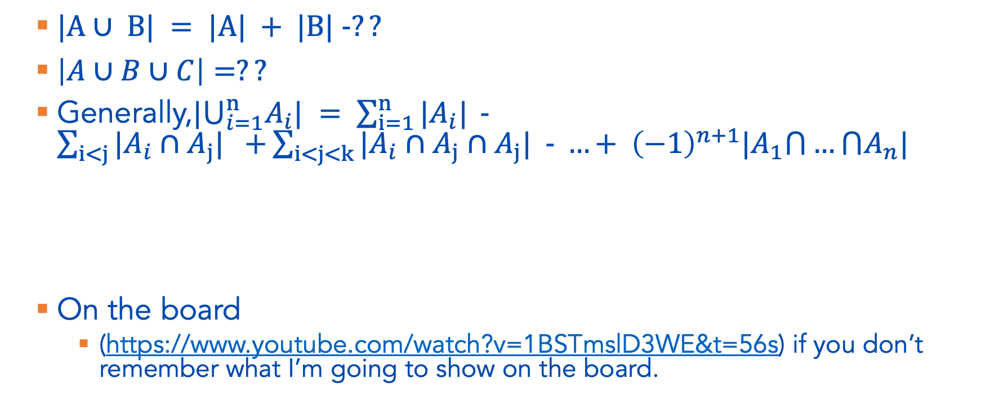 ▪ |A ∪ B| = |A| + |B| -??
▪ |A ∪ B ∪ C| =??
▪ Generally,|⋃ⁿᵢ₌₁Aᵢ| = ∑ⁿᵢ₌₁ |Aᵢ| -
∑i<j |Aᵢ ∩ Aⱼ| + ∑i<j<k |Aᵢ ∩ Aⱼ ∩ Aⱼ| - …+ (−1)ⁿ⁺¹|A₁∩ … ∩Aₙ|
▪ On the board
▪ (https://www.youtube.com/watch?v=1BSTmslD3WE&t=56s) if you don’t
remember what I’m going to show on the board.